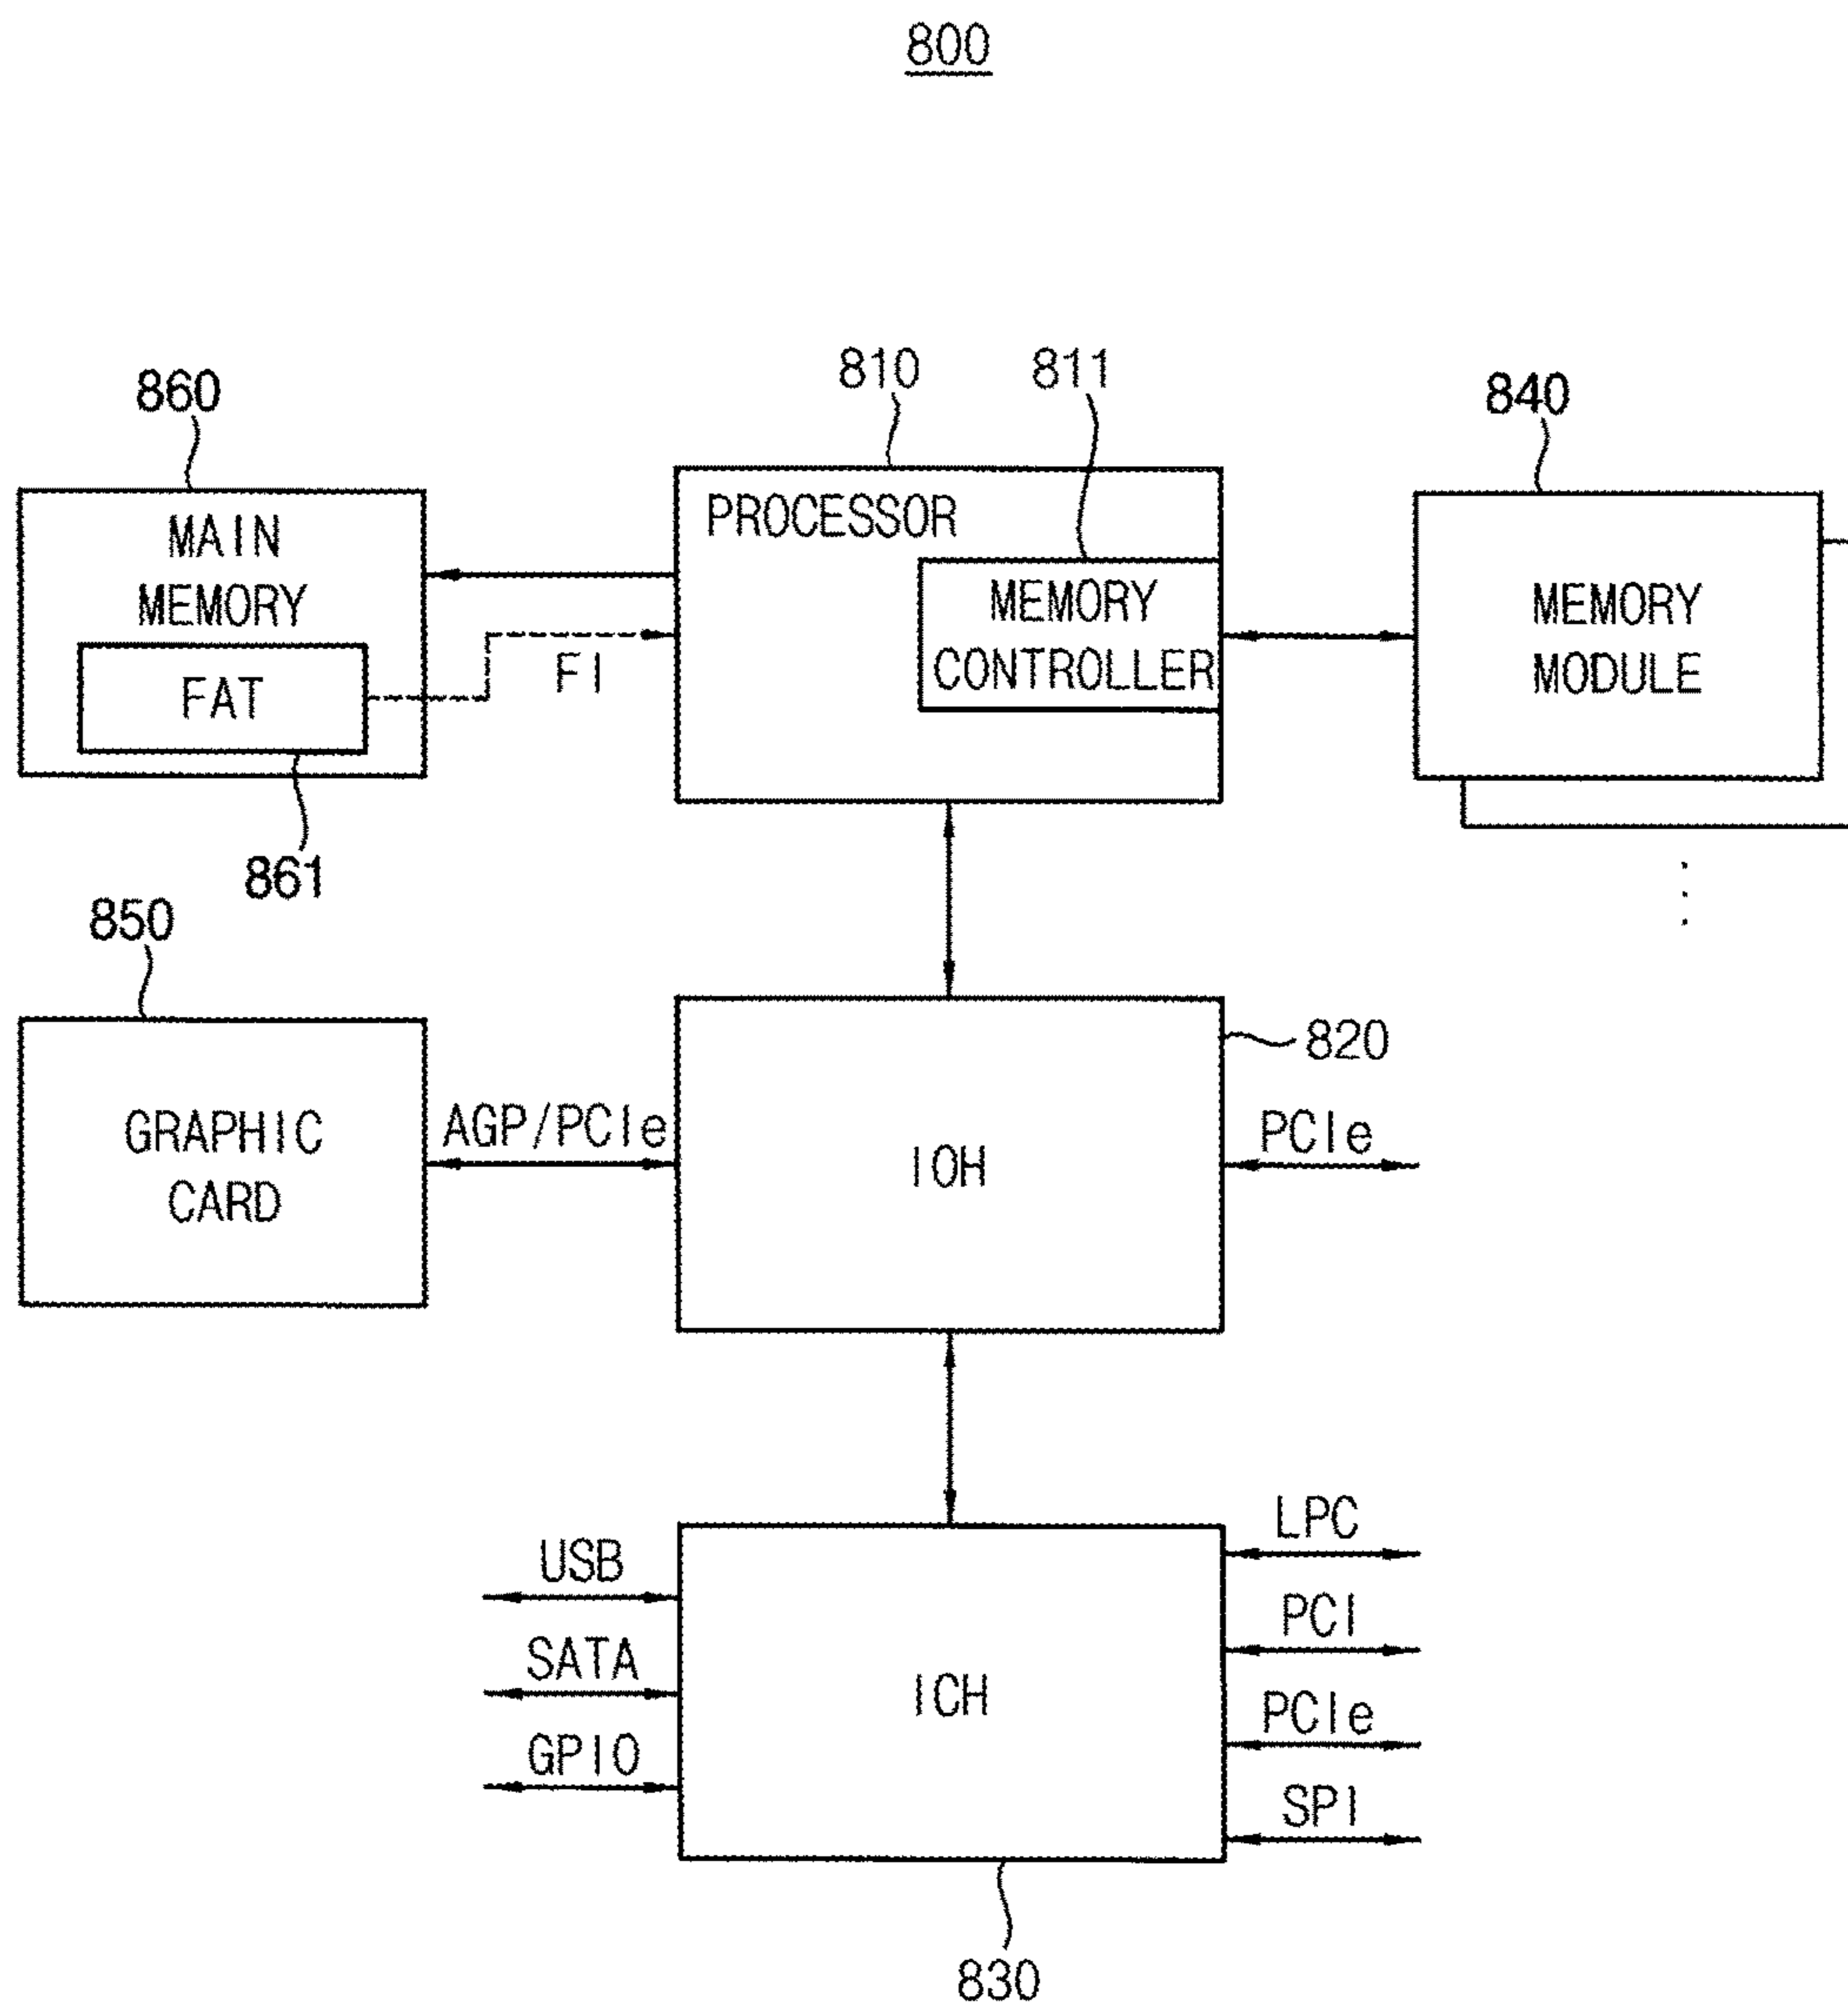 800
860
810
811
840
MAIN
MEMORY
FAT
FI
861
PROCESSOR
MEMORY
CONTROLLER
MEMORY
MODULE
850
GRAPHIC
CARD
AGP/PCIe
IOH
820
PCIe
USB
SATA
GPIO
ICH
LPC
PCI
PCIe
SPI
830